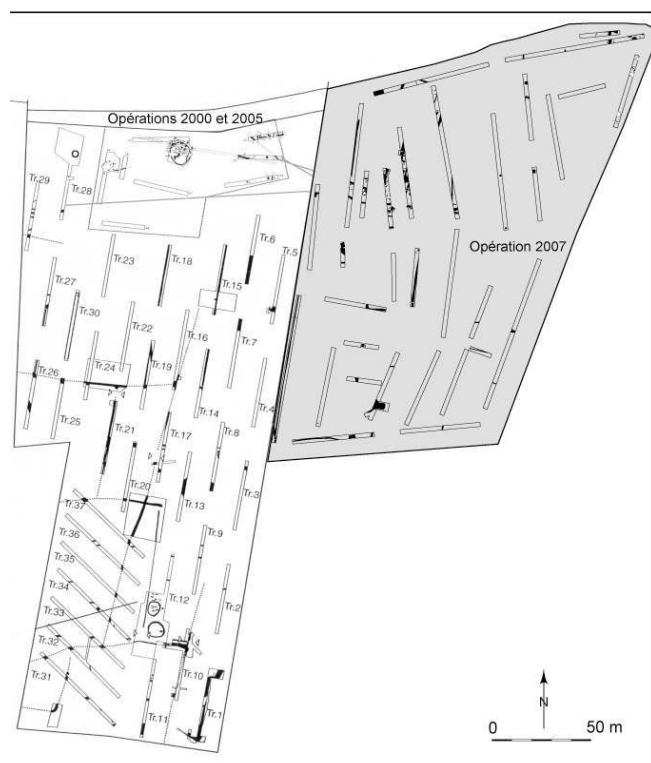 Opérations 2000 et 2005
Tr.29
Tr.28
Tr.6
Tr.5
Opération 2007
Tr.23
Tr.18
Tr.15
Tr.27
Tr.30
Tr.22
Tr.16
Tr.7
Tr.26
Tr.24
Tr.19
Tr.25
Tr.14
Tr.4
Tr.21
Tr.17
Tr.8
Tr.20
Tr.13
Tr.3
Tr.37
Tr.36
Tr.9
Tr.35
Tr.34
Tr.12
Tr.2
Tr.33
Tr.32
Tr.31
Tr.10
Tr.11
Tr.1
N
0 50 m